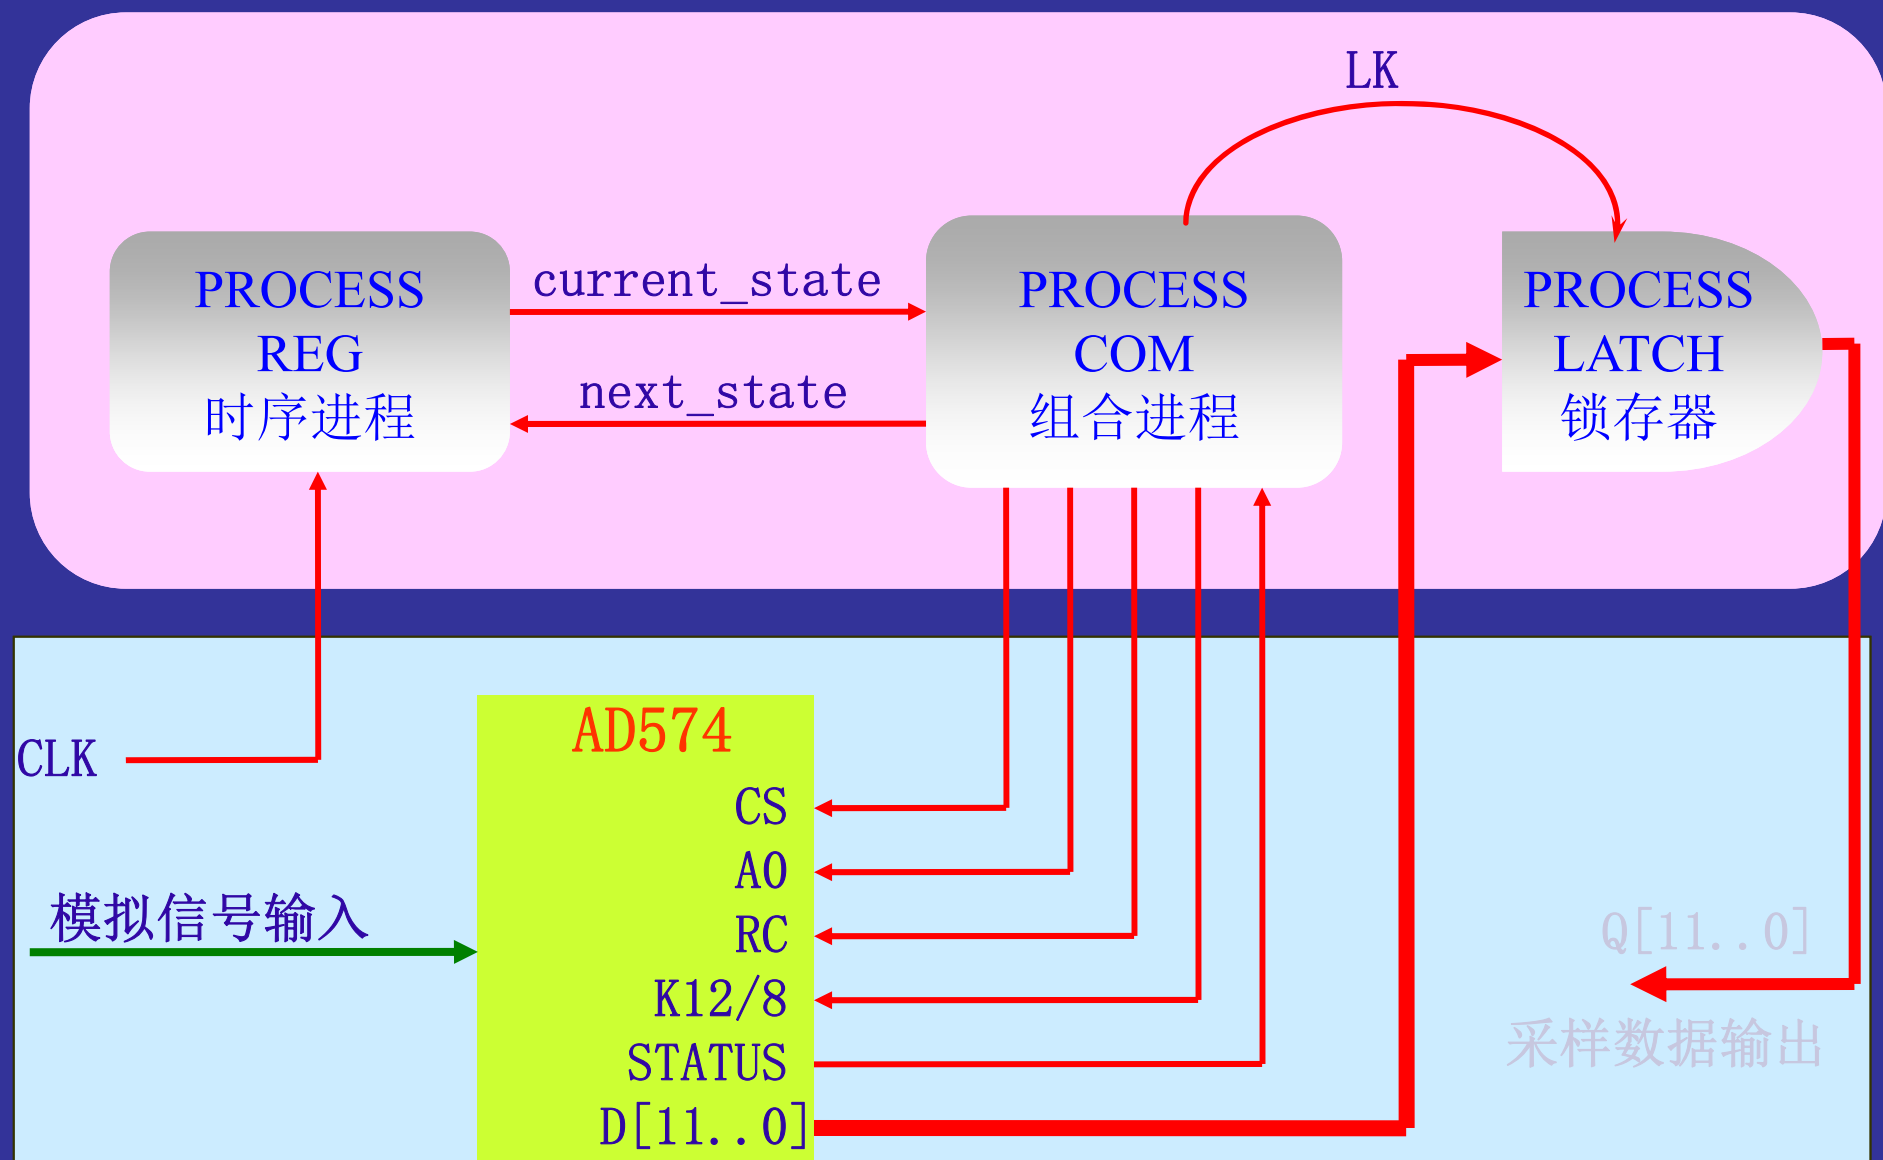 LK
PROCESS
REG
时序进程
current_state
next_state
PROCESS
COM
组合进程
PROCESS
LATCH
锁存器
CLK
模拟信号输入
AD574
CS
A0
RC
K12/8
STATUS
D[11..0]
Q[11..0]
采样数据输出